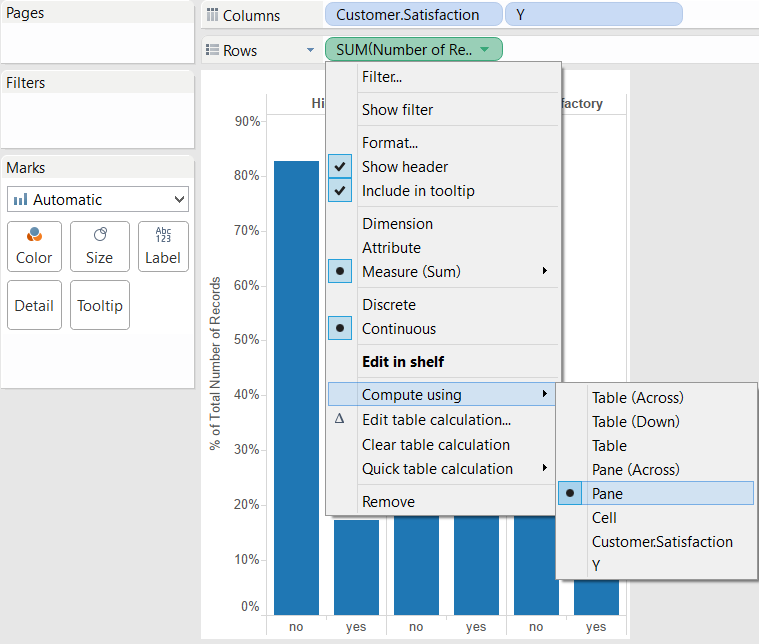 Pages
Columns
Customer.Satisfaction
Y
Rows
SUM(Number of Re..
Filters
Marks
Automatic
Color
Size
Abc
123
Label
Detail
Tooltip
Hi
factory
90%
80%
70%
60%
50%
40%
30%
20%
10%
0%
% of Total Number of Records
no
yes
no
yes
no
yes
Filter...
Show filter
Format...
Show header
Include in tooltip
Dimension
Attribute
Measure (Sum)
Discrete
Continuous
Edit in shelf
Compute using
Δ Edit table calculation...
Clear table calculation
Quick table calculation
Remove
Table (Across)
Table (Down)
Table
Pane (Across)
Pane
Cell
Customer.Satisfaction
Y